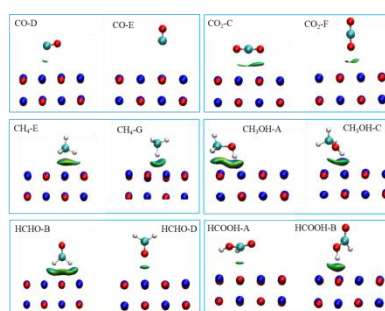 CO-D CO-E CO₂-C CO₂-F
CH₄-E CH₄-G CH₃OH-A CH₃OH-C
HCHO-B HCHO-D HCOOH-A HCOOH-B